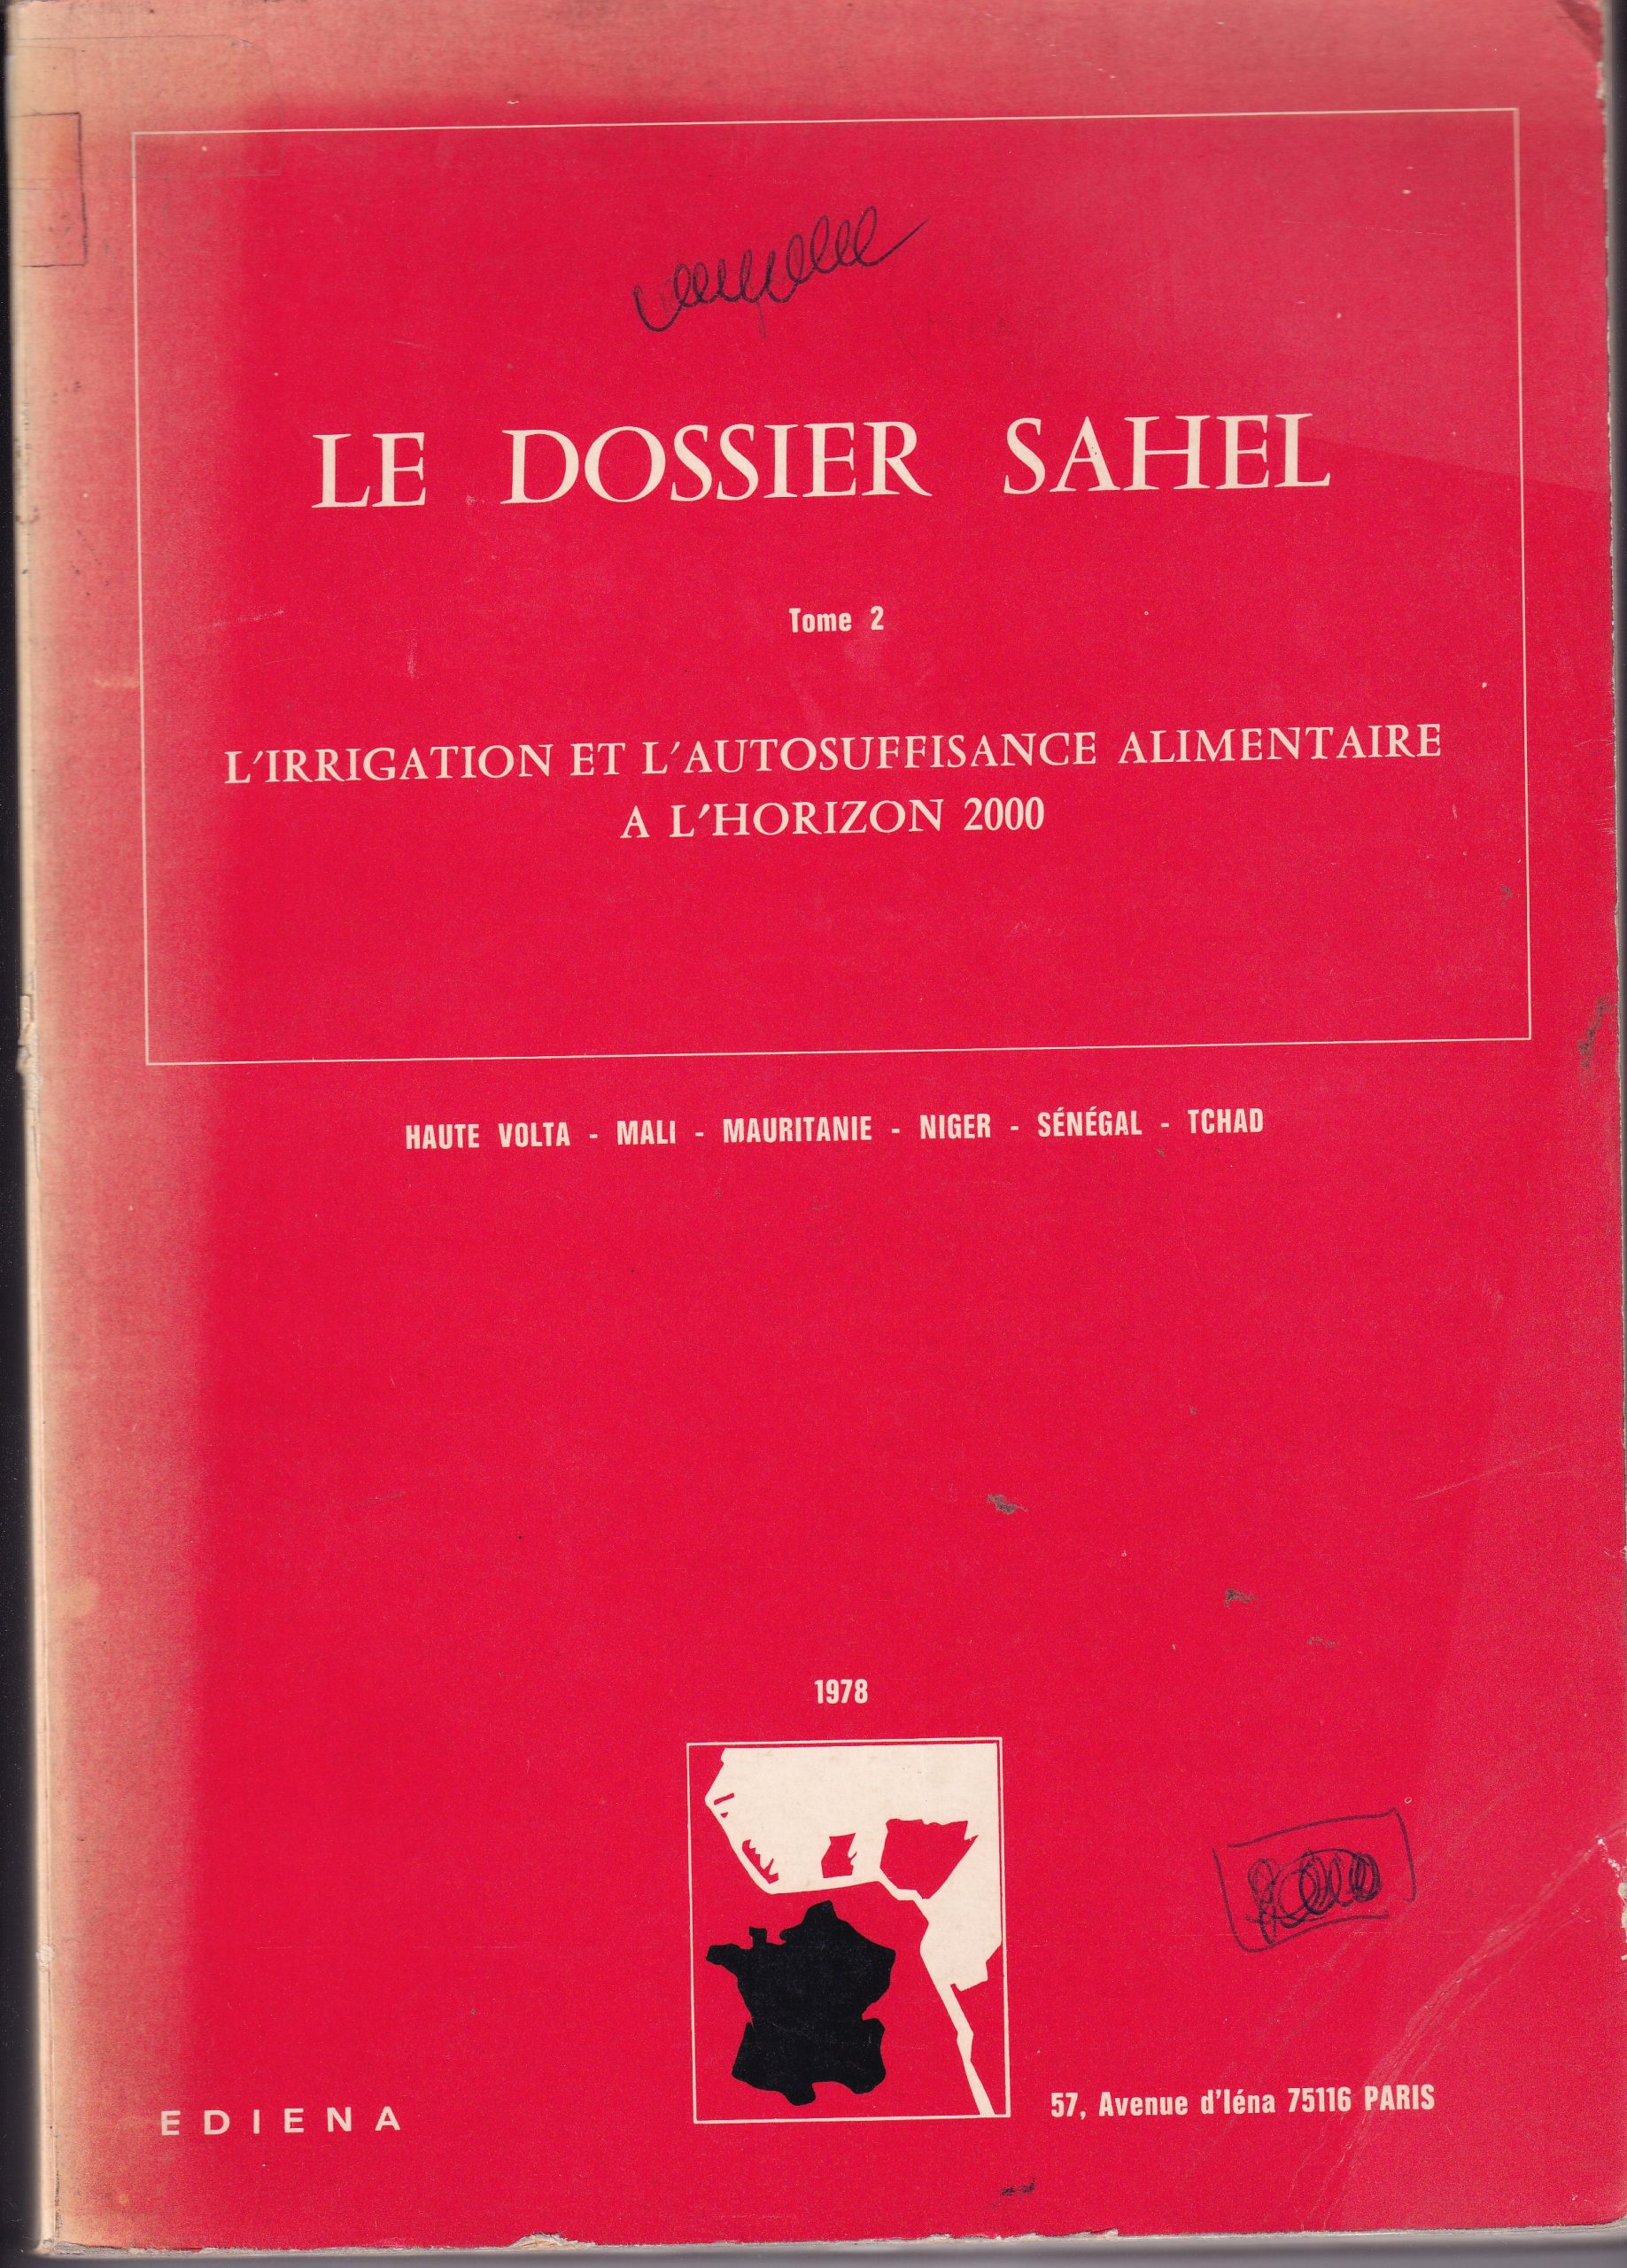 LE DOSSIER SAHEL
Tome 2
L'IRRIGATION ET L'AUTOSUFFISANCE ALIMENTAIRE
A L'HORIZON 2000
HAUTE VOLTA - MALI - MAURITANIE - NIGER - SÉNÉGAL - TCHAD
1978
EDIENA
57, Avenue d'Iéna 75116 PARIS